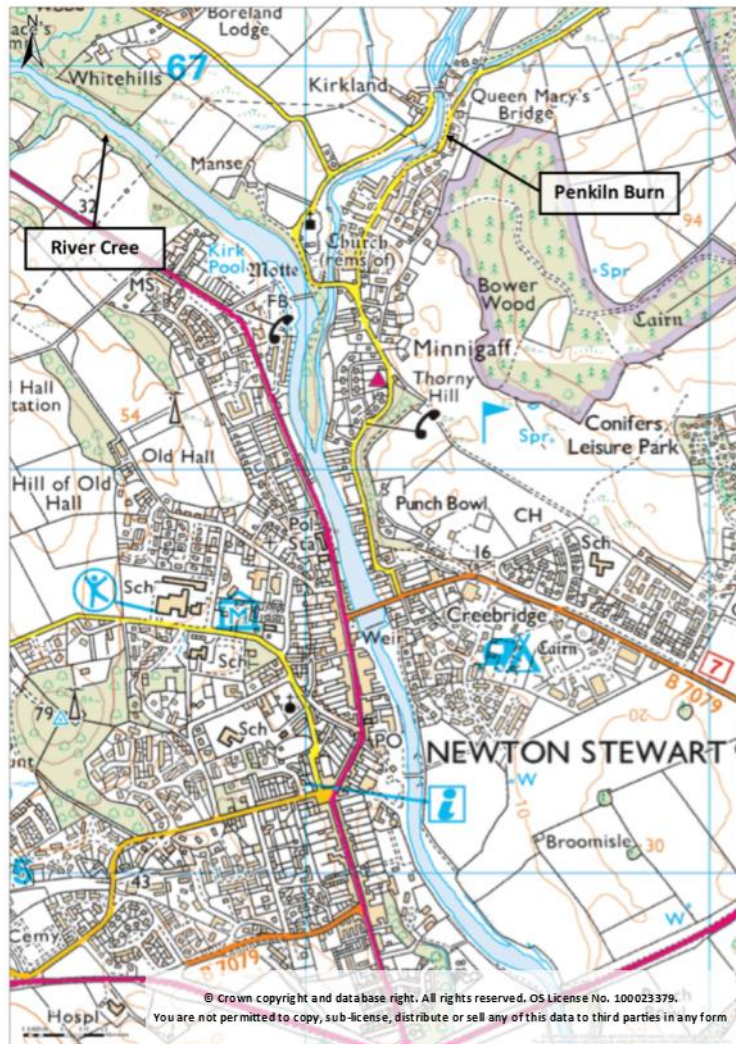 N
Boreland
Lodge
Whitehills
67
Kirkland
Queen Mary's
Bridge
Manse
Penkiln Burn
32
94
River Cree
Kirk
Pool
Church
(rems of)
Motte
Spr
MS
FB
Bower
Wood
Cairn
Minnigaff
Thorny
Hill
Hall
54
Conifers
Leisure Park
Old Hall
Spr
Hill of Old
Hall
Punch Bowl
CH
Pol
Sta
16
Sch
Sch
M
Creebridge
Sch
Weir
Cairn
7
B 7079
79
Sch
20
PO
NEWTON STEWART
W
i
10
Broomisle
30
5
43
W
Cemy
B 7079
Hospl
© Crown copyright and database right. All rights reserved. OS License No. 100023379.
You are not permitted to copy, sub-license, distribute or sell any of this data to third parties in any form